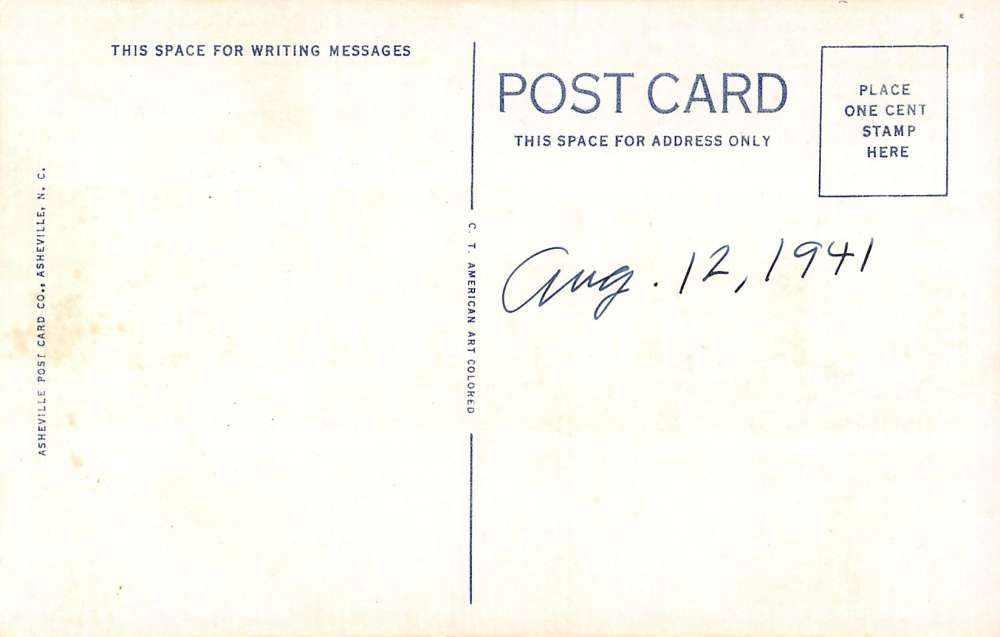 THIS SPACE FOR WRITING MESSAGES
ASHEVILLE POST CARD CO., ASHEVILLE, N. C.
C. T. AMERICAN ART COLORED
POST CARD
THIS SPACE FOR ADDRESS ONLY
PLACE
ONE CENT
STAMP
HERE
Aug. 12, 1941